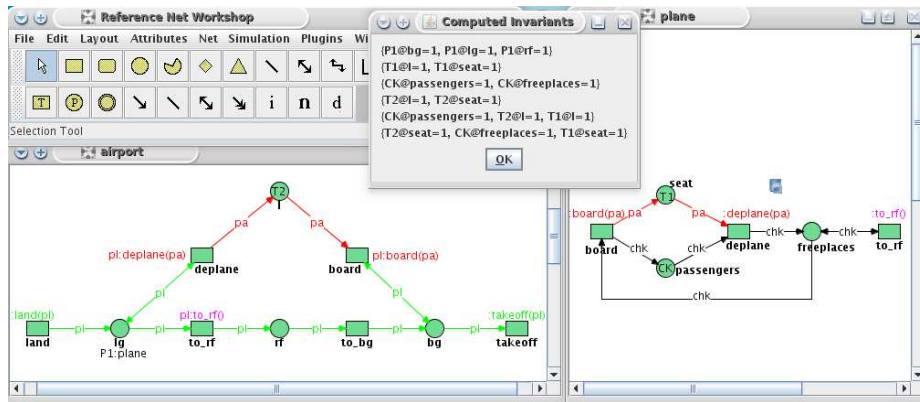 Reference Net Workshop
File Edit Layout Attributes Net Simulation Plugins Wi
T P i n d
Selection Tool
Computed Invariants
{P1@bg=1, P1@lg=1, P1@rf=1}
{T1@l=1, T1@seat=1}
{CK@passengers=1, CK@freeplaces=1}
{T2@l=1, T2@seat=1}
{CK@passengers=1, T2@l=1, T1@l=1}
{T2@seat=1, CK@freeplaces=1, T1@seat=1}
OK
airport
T2
l
pa pa
pl:deplane(pa) pl:board(pa)
deplane board
pl pl
:land(pl) pl:to_rf() :takeoff(pl)
pl pl pl pl pl pl pl
land lg to_rf rf to_bg bg takeoff
P1:plane
plane
seat
T1
:board(pa) pa pa :deplane(pa) :to_rf()
chk chk
board chk chk deplane freeplaces to_rf
CK passengers
chk